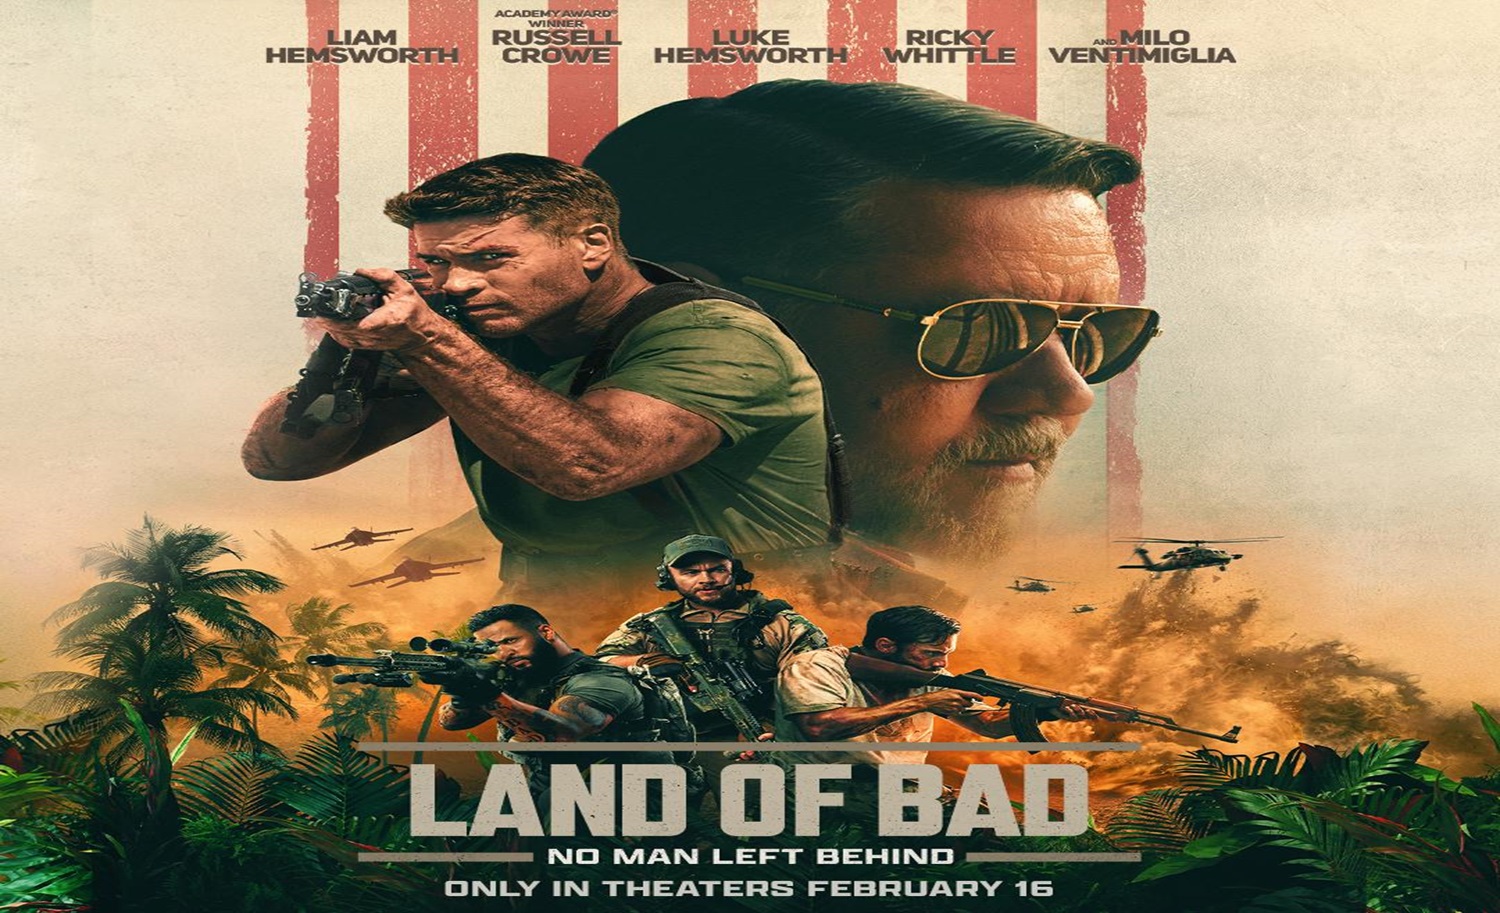 LIAM HEMSWORTH
ACADEMY AWARD® WINNER
RUSSELL CROWE
LUKE HEMSWORTH
RICKY WHITTLE
AND MILO VENTIMIGLIA
LAND OF BAD
NO MAN LEFT BEHIND
ONLY IN THEATERS FEBRUARY 16